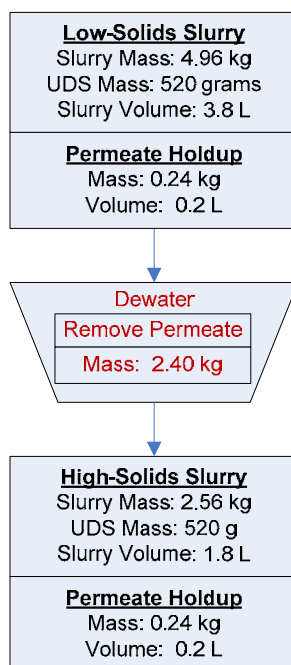 Low-Solids Slurry
Slurry Mass: 4.96 kg
UDS Mass: 520 grams
Slurry Volume: 3.8 L
Permeate Holdup
Mass: 0.24 kg
Volume: 0.2 L
Dewater
Remove Permeate
Mass: 2.40 kg
High-Solids Slurry
Slurry Mass: 2.56 kg
UDS Mass: 520 g
Slurry Volume: 1.8 L
Permeate Holdup
Mass: 0.24 kg
Volume: 0.2 L